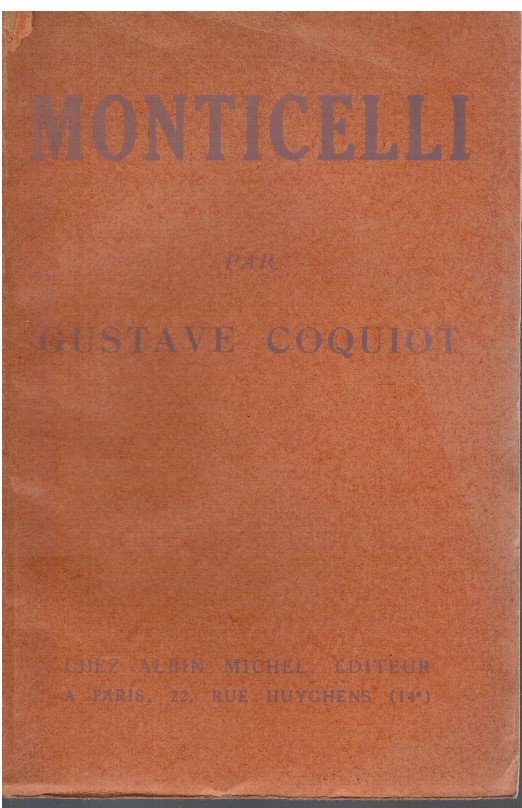 MONTICELLI
PAR
GUSTAVE COQUIOT
CHEZ ALBIN MICHEL, ÉDITEUR
A PARIS, 22, RUE HUYGHENS (14e)